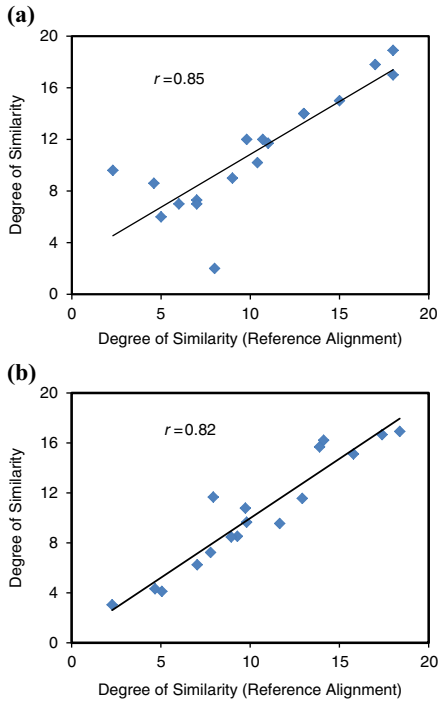 (a)
20
16
12
8
4
0
r=0.85
Degree of Similarity
0 5 10 15 20
Degree of Similarity (Reference Alignment)
(b)
20
16
12
8
4
0
r=0.82
Degree of Similarity
0 5 10 15 20
Degree of Similarity (Reference Alignment)